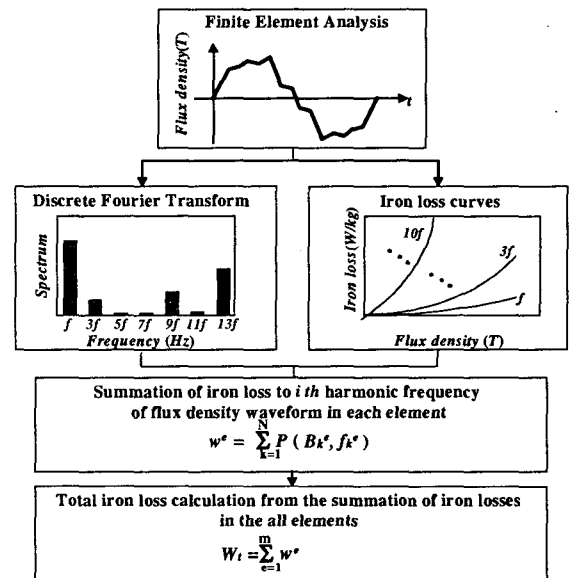 Finite Element Analysis
Flux density(T)
t
Discrete Fourier Transform
Spectrum
f 3f 5f 7f 9f 11f 13f
Frequency (Hz)
Iron loss curves
Iron loss(W/kg)
10f
3f
f
Flux density (T)
Summation of iron loss to i th harmonic frequency
of flux density waveform in each element
w^e = \sum_{k=1}^{N} P ( B_k^e, f_k^e )
Total iron loss calculation from the summation of iron losses
in the all elements
W_t = \sum_{e=1}^{m} w^e